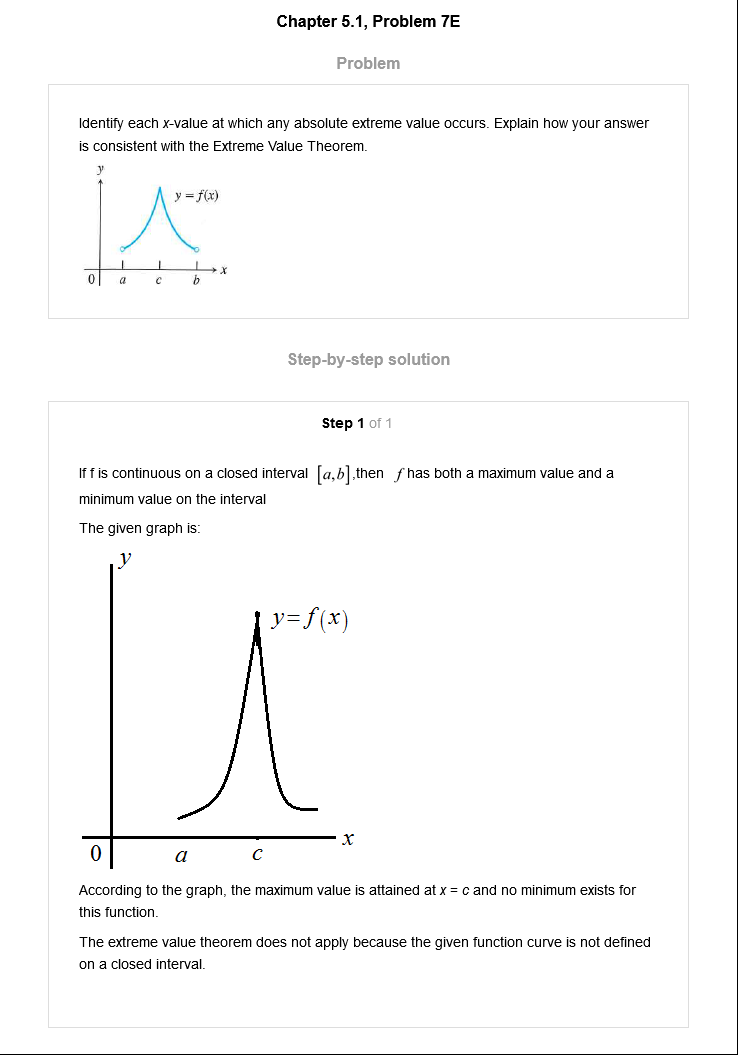 Chapter 5.1, Problem 7E
Problem
Identify each x-value at which any absolute extreme value occurs. Explain how your answer
is consistent with the Extreme Value Theorem.
y
y = f(x)
0 a c b x
Step-by-step solution
Step 1 of 1
If f is continuous on a closed interval [a,b],then f has both a maximum value and a
minimum value on the interval
The given graph is:
y
y=f(x)
x
0 a c
According to the graph, the maximum value is attained at x = c and no minimum exists for
this function.
The extreme value theorem does not apply because the given function curve is not defined
on a closed interval.